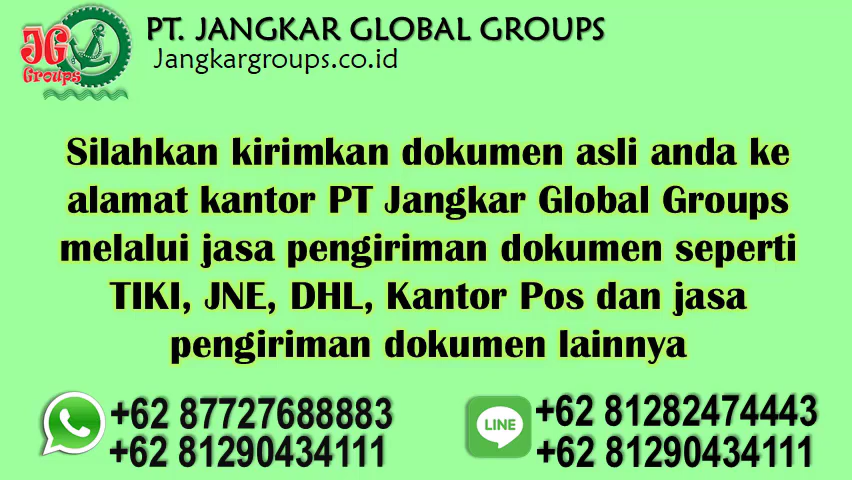 JG
Groups
PT. JANGKAR GLOBAL GROUPS
Jangkargroups.co.id
Silahkan kirimkan dokumen asli anda ke
alamat kantor PT Jangkar Global Groups
melalui jasa pengiriman dokumen seperti
TIKI, JNE, DHL, Kantor Pos dan jasa
pengiriman dokumen lainnya
+62 87727688883
+62 81290434111
LINE
+62 81282474443
+62 81290434111